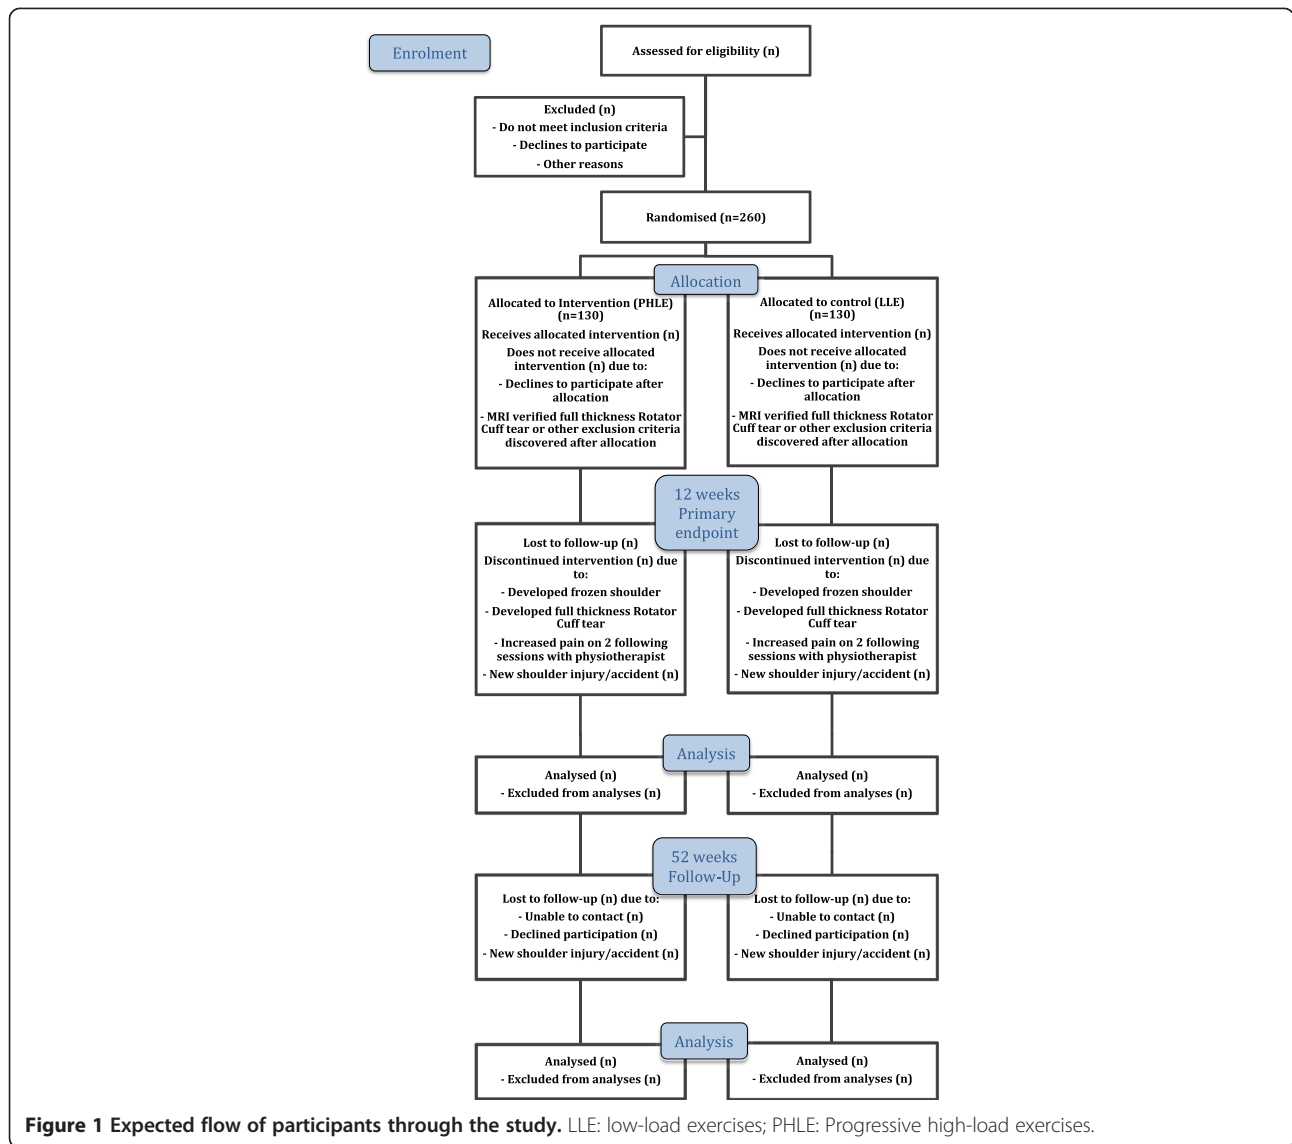 Enrolment
Assessed for eligibility (n)
Excluded (n)
- Do not meet inclusion criteria
- Declines to participate
- Other reasons
Randomised (n=260)
Allocation
Allocated to Intervention (PHLE)
(n=130)
Receives allocated intervention (n)
Does not receive allocated
intervention (n) due to:
- Declines to participate after
allocation
- MRI verified full thickness Rotator
Cuff tear or other exclusion criteria
discovered after allocation
Allocated to control (LLE)
(n=130)
Receives allocated intervention (n)
Does not receive allocated
intervention (n) due to:
- Declines to participate after
allocation
- MRI verified full thickness Rotator
Cuff tear or other exclusion criteria
discovered after allocation
12 weeks
Primary
endpoint
Lost to follow-up (n)
Discontinued intervention (n) due
to:
- Developed frozen shoulder
- Developed full thickness Rotator
Cuff tear
- Increased pain on 2 following
sessions with physiotherapist
- New shoulder injury/accident (n)
Lost to follow-up (n)
Discontinued intervention (n) due
to:
- Developed frozen shoulder
- Developed full thickness Rotator
Cuff tear
- Increased pain on 2 following
sessions with physiotherapist
- New shoulder injury/accident (n)
Analysis
Analysed (n)
- Excluded from analyses (n)
Analysed (n)
- Excluded from analyses (n)
52 weeks
Follow-Up
Lost to follow-up (n) due to:
- Unable to contact (n)
- Declined participation (n)
- New shoulder injury/accident (n)
Lost to follow-up (n) due to:
- Unable to contact (n)
- Declined participation (n)
- New shoulder injury/accident (n)
Analysis
Analysed (n)
- Excluded from analyses (n)
Analysed (n)
- Excluded from analyses (n)
Figure 1 Expected flow of participants through the study. LLE: low-load exercises; PHLE: Progressive high-load exercises.